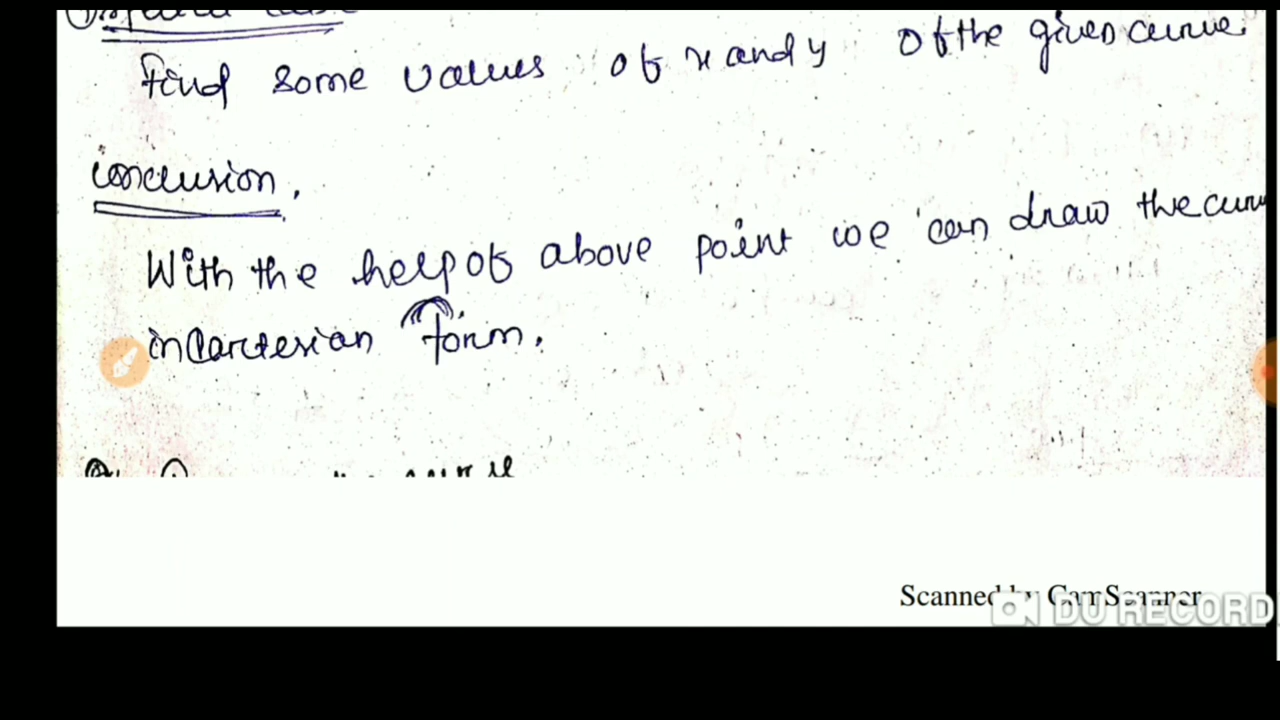 find some values of x and y of the given curve.
conclusion.
With the help of above point we can draw the curve
in Cartesian form.
Scanned by CamScanner
DU RECORD